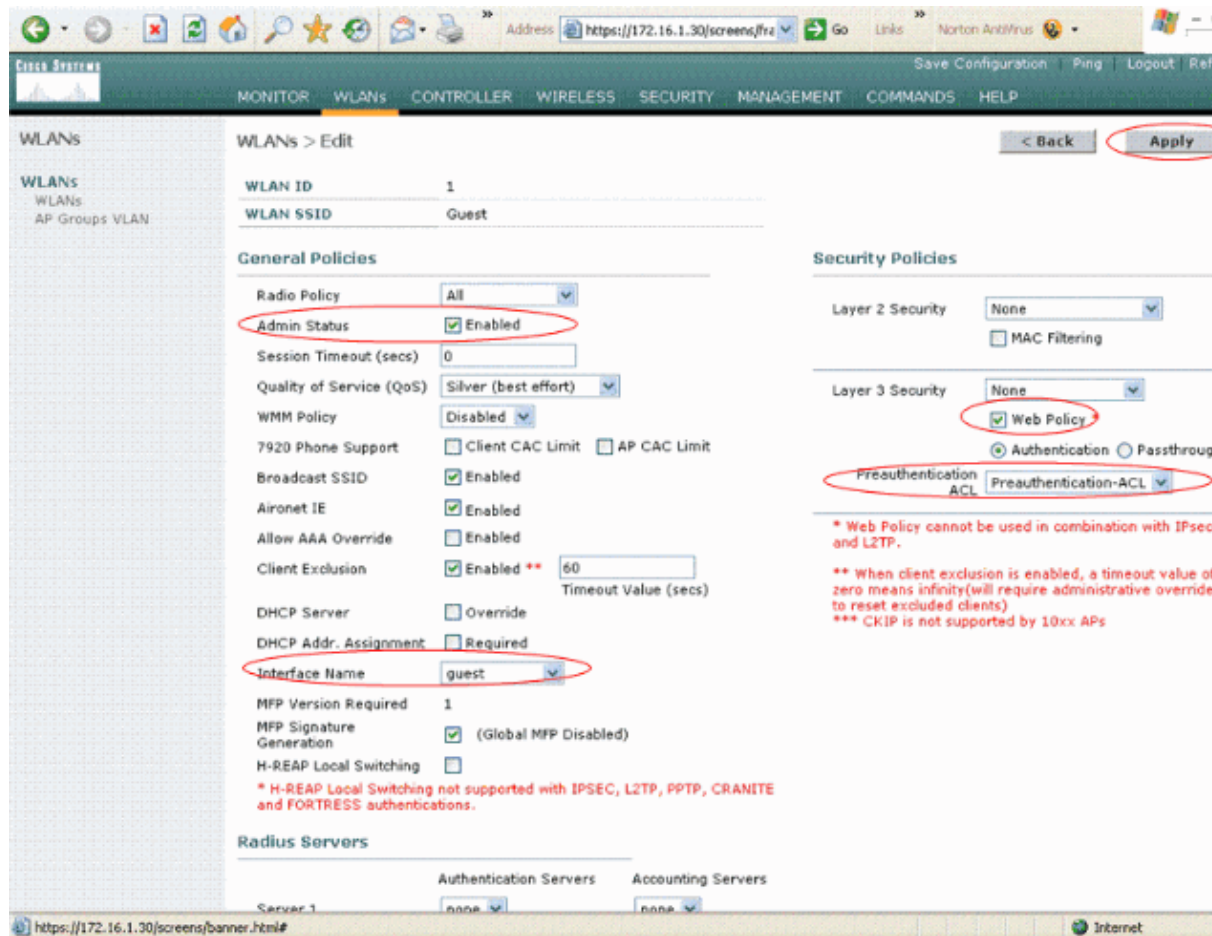 »
Address https://172.16.1.30/screens/fra Go Links » Norton AntiVirus
CISCO SYSTEMS
Save Configuration Ping Logout Ref
MONITOR WLANs CONTROLLER WIRELESS SECURITY MANAGEMENT COMMANDS HELP
WLANs
WLANs
WLANs
AP Groups VLAN
WLANs > Edit
< Back Apply
WLAN ID 1
WLAN SSID Guest
General Policies
Radio Policy All
Admin Status Enabled
Session Timeout (secs) 0
Quality of Service (QoS) Silver (best effort)
WMM Policy Disabled
7920 Phone Support Client CAC Limit AP CAC Limit
Broadcast SSID Enabled
Aironet IE Enabled
Allow AAA Override Enabled
Client Exclusion Enabled ** 60
Timeout Value (secs)
DHCP Server Override
DHCP Addr. Assignment Required
Interface Name guest
MFP Version Required 1
MFP Signature
Generation (Global MFP Disabled)
H-REAP Local Switching
* H-REAP Local Switching not supported with IPSEC, L2TP, PPTP, CRANITE
and FORTRESS authentications.
Security Policies
Layer 2 Security None
MAC Filtering
Layer 3 Security None
Web Policy *
Authentication Passthroug
Preauthentication
ACL Preauthentication-ACL
* Web Policy cannot be used in combination with IPsec
and L2TP.
** When client exclusion is enabled, a timeout value of
zero means infinity(will require administrative override
to reset excluded clients)
*** CKIP is not supported by 10xx APs
Radius Servers
Authentication Servers Accounting Servers
Server 1 none none
https://172.16.1.30/screens/banner.html# Internet